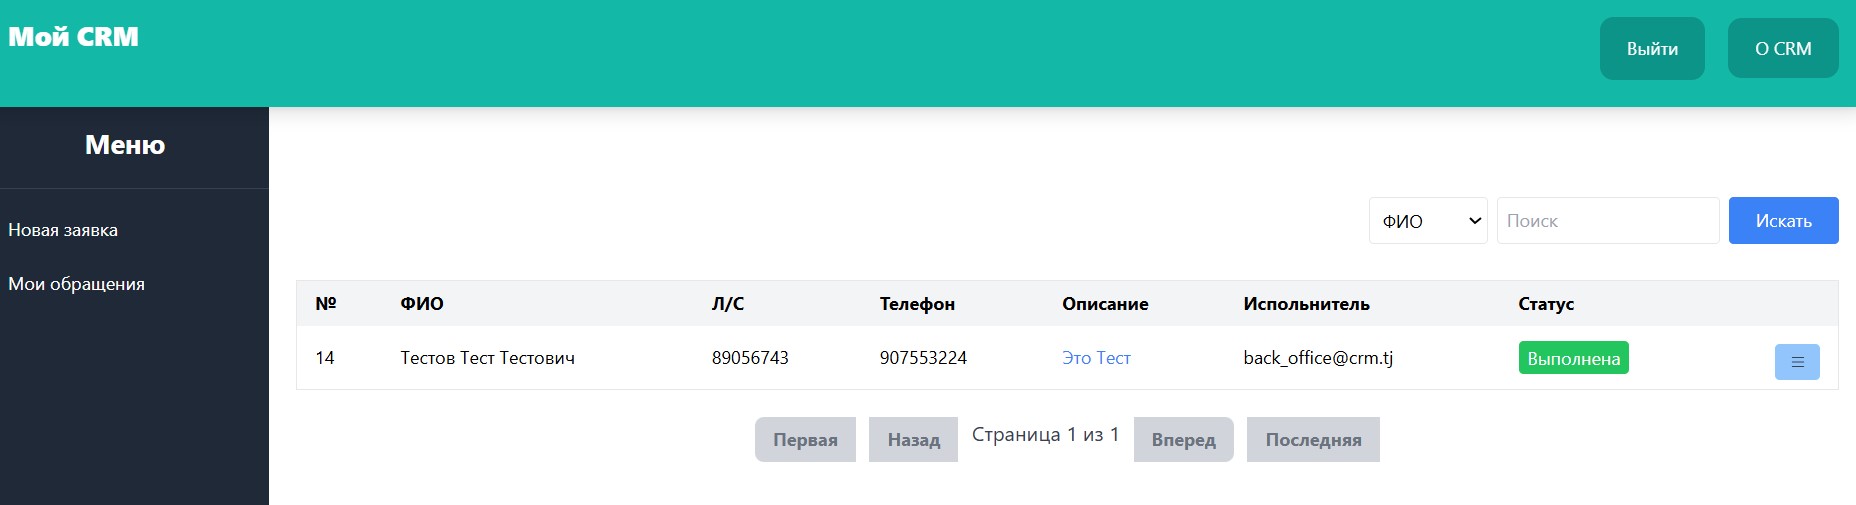 Мой CRM
Выйти
О CRM
Меню
Новая заявка
Мои обращения
ФИО
Поиск
Искать
№ ФИО Л/С Телефон Описание Испольнитель Статус
14 Тестов Тест Тестович 89056743 907553224 Это Тест back_office@crm.tj Выполнена
Первая Назад Страница 1 из 1 Вперед Последняя